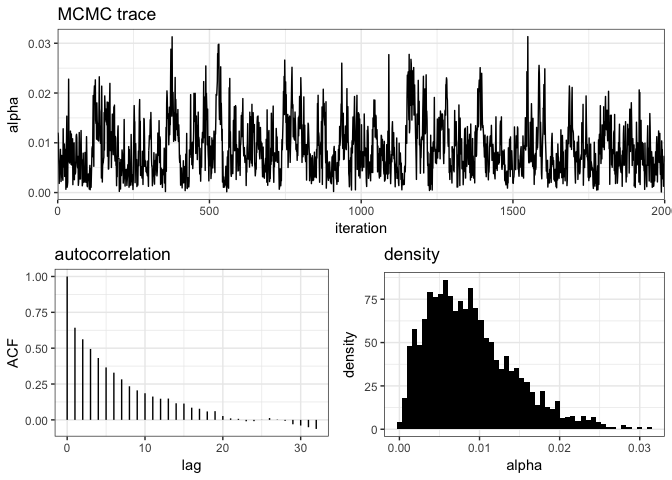 MCMC trace
0.03
0.02
0.01
0.00
alpha
0 500 1000 1500 200
iteration
autocorrelation
1.00
0.75
0.50
0.25
0.00
ACF
0 10 20 30
lag
density
75
50
25
0
density
0.00 0.01 0.02 0.03
alpha